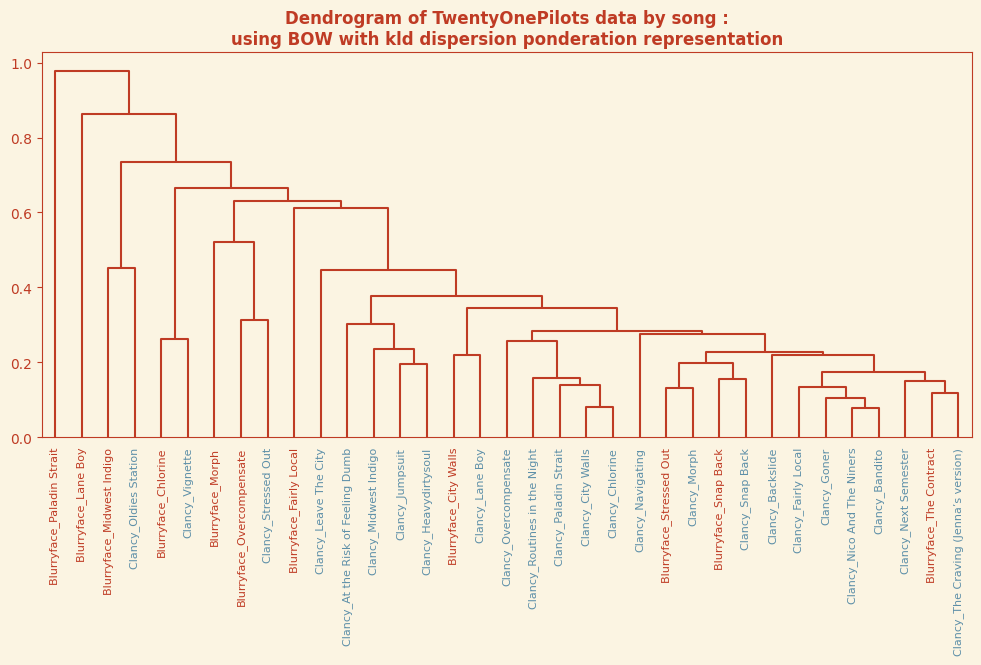 Dendrogram of TwentyOnePilots data by song :
using BOW with kld dispersion ponderation representation
1.0
0.8
0.6
0.4
0.2
0.0
Blurryface_Paladin Strait
Blurryface_Lane Boy
Blurryface_Midwest Indigo
Clancy_Oldies Station
Blurryface_Chlorine
Clancy_Vignette
Blurryface_Morph
Blurryface_Overcompensate
Clancy_Stressed Out
Blurryface_Fairly Local
Clancy_Leave The City
Clancy_At the Risk of Feeling Dumb
Clancy_Midwest Indigo
Clancy_Jumpsuit
Clancy_Heavydirtysoul
Blurryface_City Walls
Clancy_Lane Boy
Clancy_Overcompensate
Clancy_Routines in the Night
Clancy_Paladin Strait
Clancy_City Walls
Clancy_Chlorine
Clancy_Navigating
Blurryface_Stressed Out
Clancy_Morph
Blurryface_Snap Back
Clancy_Snap Back
Clancy_Backslide
Clancy_Fairly Local
Clancy_Goner
Clancy_Nico And The Niners
Clancy_Bandito
Clancy_Next Semester
Blurryface_The Contract
Clancy_The Craving (Jenna's version)